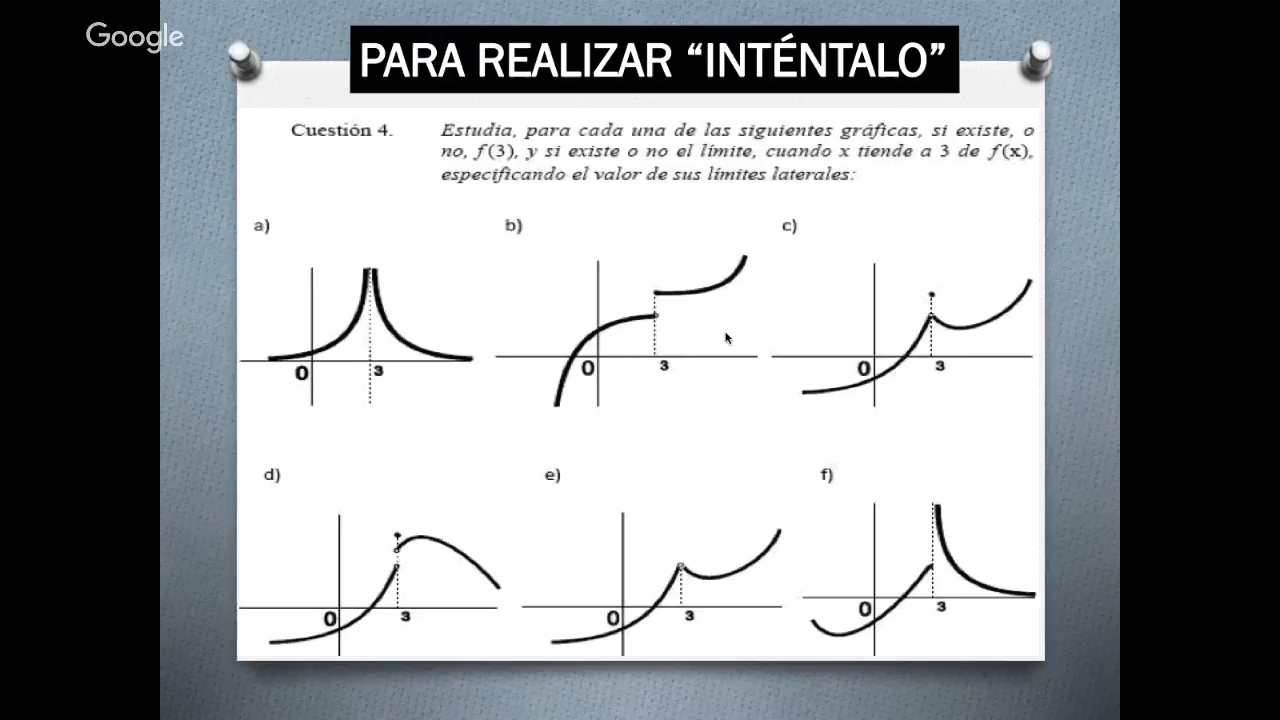 Google
PARA REALIZAR “INTÉNTALO”
Cuestión 4. Estudia, para cada una de las siguientes gráficas, si existe, o
no, f(3), y si existe o no el límite, cuando x tiende a 3 de f(x),
especificando el valor de sus límites laterales:
a) b) c)
0 3 0 3 0 3
d) e) f)
0 3 0 3 0 3